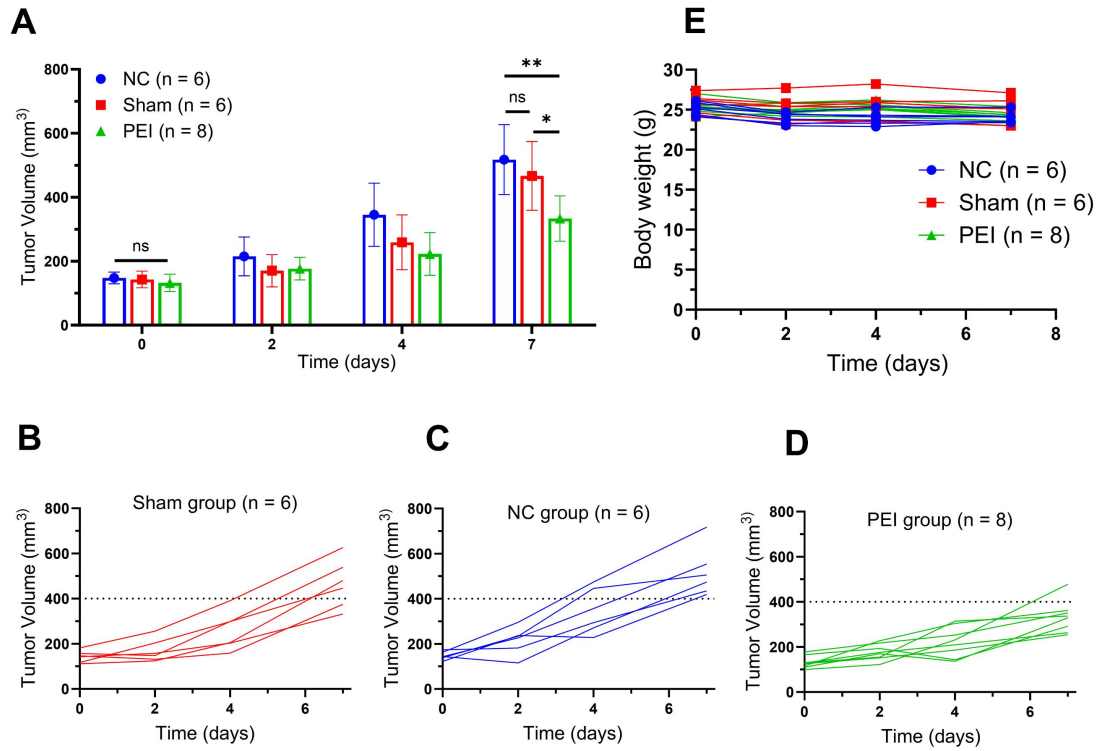 A
NC (n = 6)
Sham (n = 6)
PEI (n = 8)
Tumor Volume (mm³)
800
600
400
200
0
ns
**
ns
*
0 2 4 7
Time (days)
E
Body weight (g)
30
25
20
15
10
5
0
NC (n = 6)
Sham (n = 6)
PEI (n = 8)
0 2 4 6 8
Time (days)
B
Sham group (n = 6)
Tumor Volume (mm³)
800
600
400
200
0
0 2 4 6
Time (days)
C
NC group (n = 6)
Tumor Volume (mm³)
800
600
400
200
0
0 2 4 6
Time (days)
D
PEI group (n = 8)
Tumor Volume (mm³)
800
600
400
200
0
0 2 4 6
Time (days)